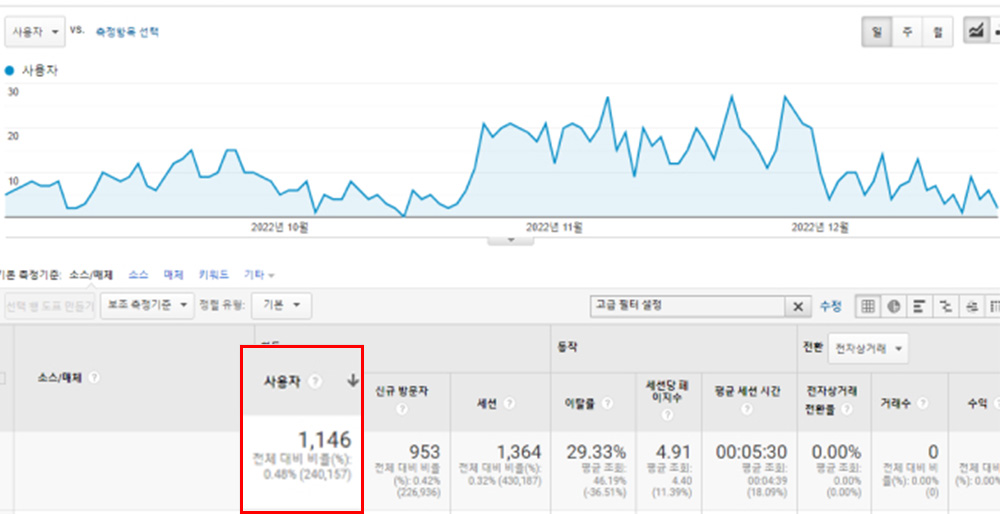 사용자 VS. 측정항목 선택
일 주 월
사용자
30
20
10
2022년 10월 2022년 11월 2022년 12월
기본 측정기준: 소스/매체 소스 매체 키워드 기타
보조 측정기준 정렬 유형: 기본 고급 필터 설정 수정
동작 전환 전자상거래
소스/매체 ? 사용자 ? 신규 방문자 ? 세션 ? 이탈률 ? 세션당 페이지수 ? 평균 세션 시간 ? 전자상거래 전환율 ? 거래수 ? 수익
1,146 953 1,364 29.33% 4.91 00:05:30 0.00% 0
전체 대비 비율(%): 0.48% (240,157)
전체 대비 비율(%): 0.42% (226,936)
전체 대비 비율(%): 0.32% (430,187)
평균 조회: 46.19% (-36.51%)
평균 조회: 4.40 (11.39%)
평균 조회: 00:04:39 (18.09%)
평균 조회: 0.00% (0.00%)
전체 대비 비율(%): 0.00% (0)
전체 대비 비율(%): 0.00%